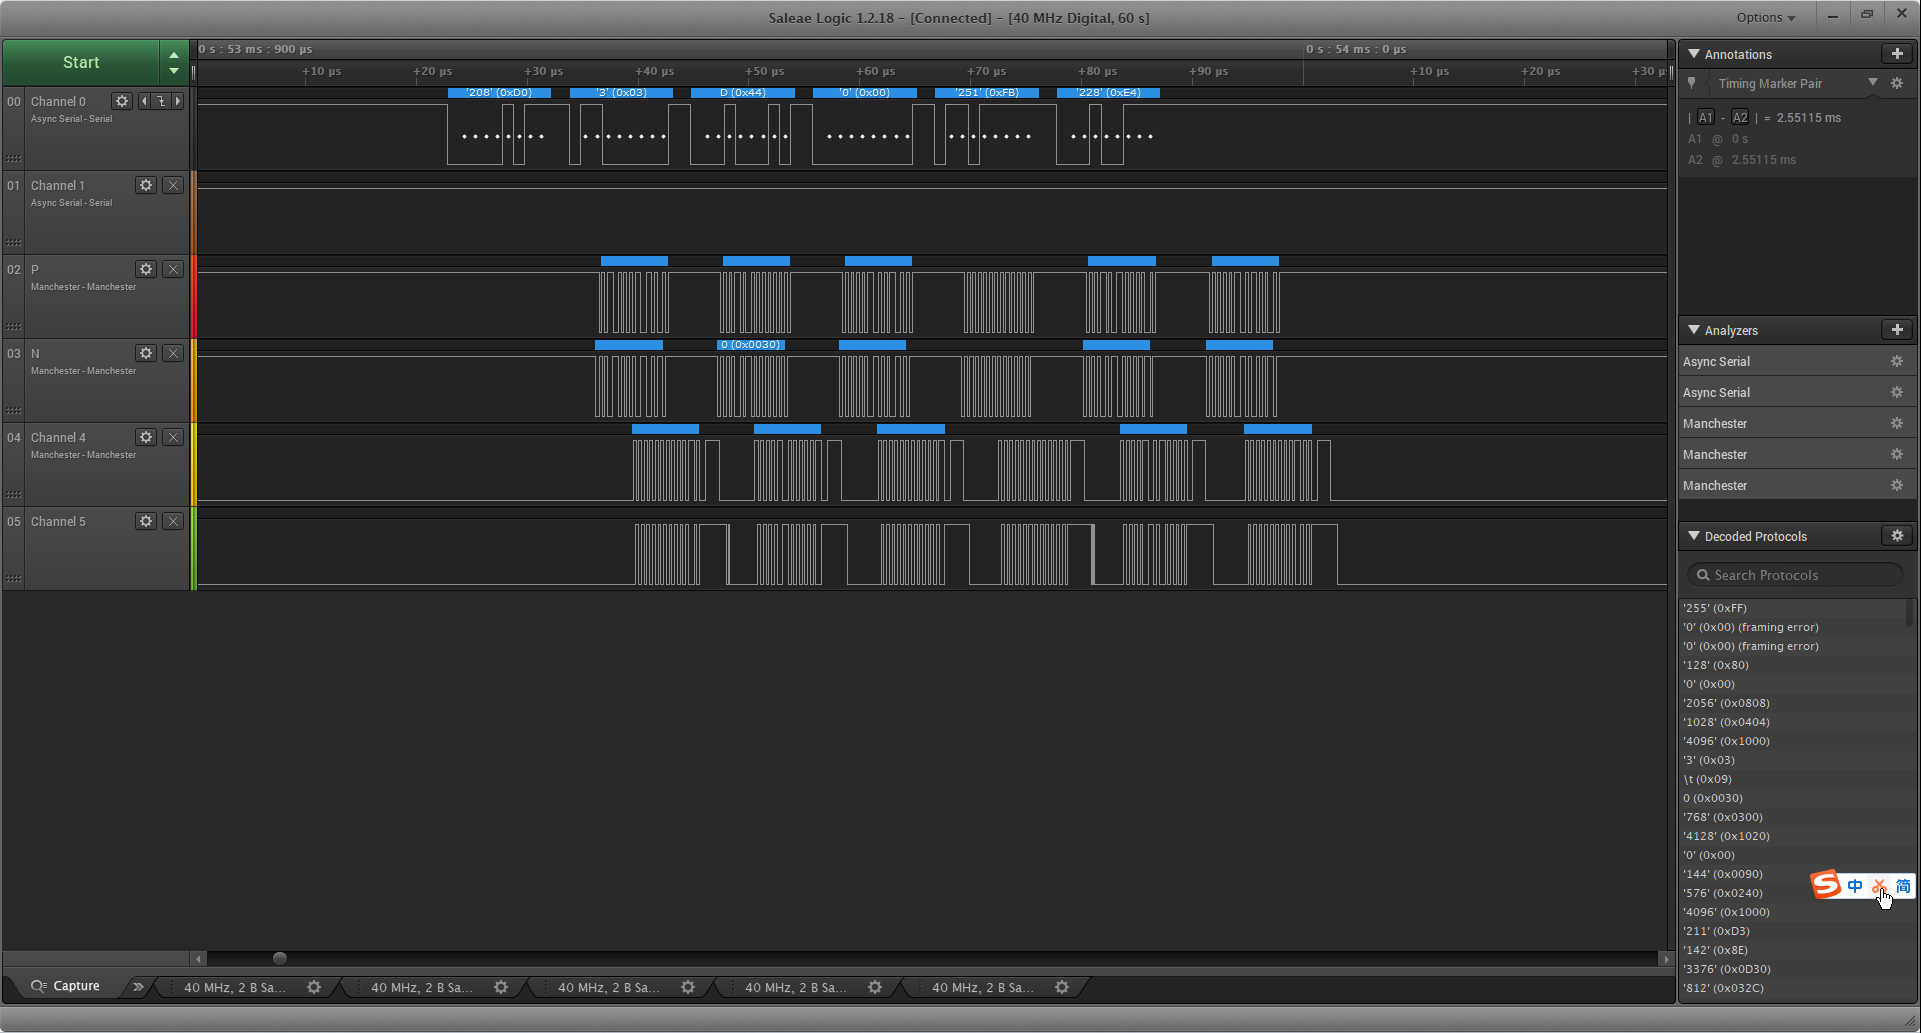 Saleae Logic 1.2.18 - [Connected] - [40 MHz Digital, 60 s]
Options
Start
0 s : 53 ms : 900 µs
0 s : 54 ms : 0 µs
+10 µs +20 µs +30 µs +40 µs +50 µs +60 µs +70 µs +80 µs +90 µs +10 µs +20 µs +30 µ
00 Channel 0
Async Serial - Serial
'208' (0xD0) '3' (0x03) D (0x44) '0' (0x00) '251' (0xFB) '228' (0xE4)
01 Channel 1
Async Serial - Serial
02 P
Manchester - Manchester
03 N
Manchester - Manchester
0 (0x0030)
04 Channel 4
Manchester - Manchester
05 Channel 5
Capture
40 MHz, 2 B Sa...
40 MHz, 2 B Sa...
40 MHz, 2 B Sa...
40 MHz, 2 B Sa...
40 MHz, 2 B Sa...
Annotations
Timing Marker Pair
| A1 - A2 | = 2.55115 ms
A1 @ 0 s
A2 @ 2.55115 ms
Analyzers
Async Serial
Async Serial
Manchester
Manchester
Manchester
Decoded Protocols
Search Protocols
'255' (0xFF)
'0' (0x00) (framing error)
'0' (0x00) (framing error)
'128' (0x80)
'0' (0x00)
'2056' (0x0808)
'1028' (0x0404)
'4096' (0x1000)
'3' (0x03)
\t (0x09)
0 (0x0030)
'768' (0x0300)
'4128' (0x1020)
'0' (0x00)
'144' (0x0090)
'576' (0x0240)
'4096' (0x1000)
'211' (0xD3)
'142' (0x8E)
'3376' (0x0D30)
'812' (0x032C)
S 中 简